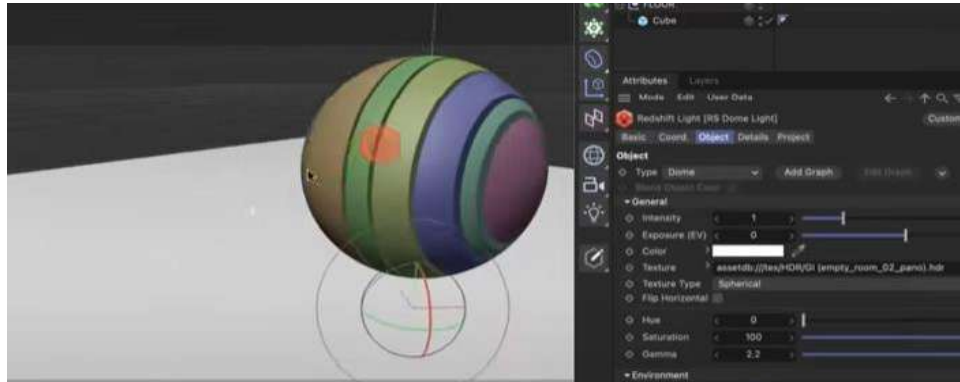 FLOOR
Cube
Attributes Layers
Mode Edit User Data
Redshift Light [RS Dome Light] Custom
Basic Coord. Object Details Project
Object
Type Dome Add Graph Edit Graph
General
Intensity 1
Exposure (EV) 0
Color
Texture assetdb:///tes/HDR/GI (empty_room_02_pano).hdr
Texture Type Spherical
Flip Horizontal
Hue 0
Saturation 100
Gamma 2.2
Environment